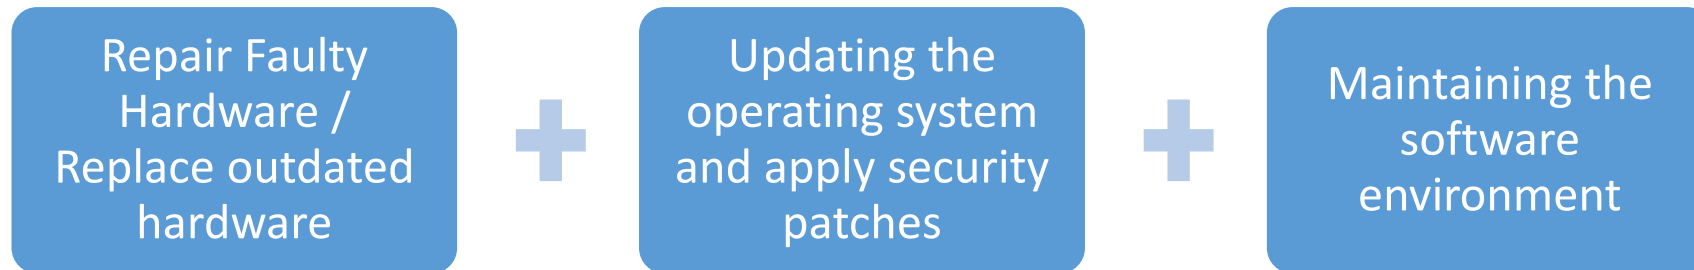 Repair Faulty
Hardware /
Replace outdated
hardware
Updating the
operating system
and apply security
patches
Maintaining the
software
environment